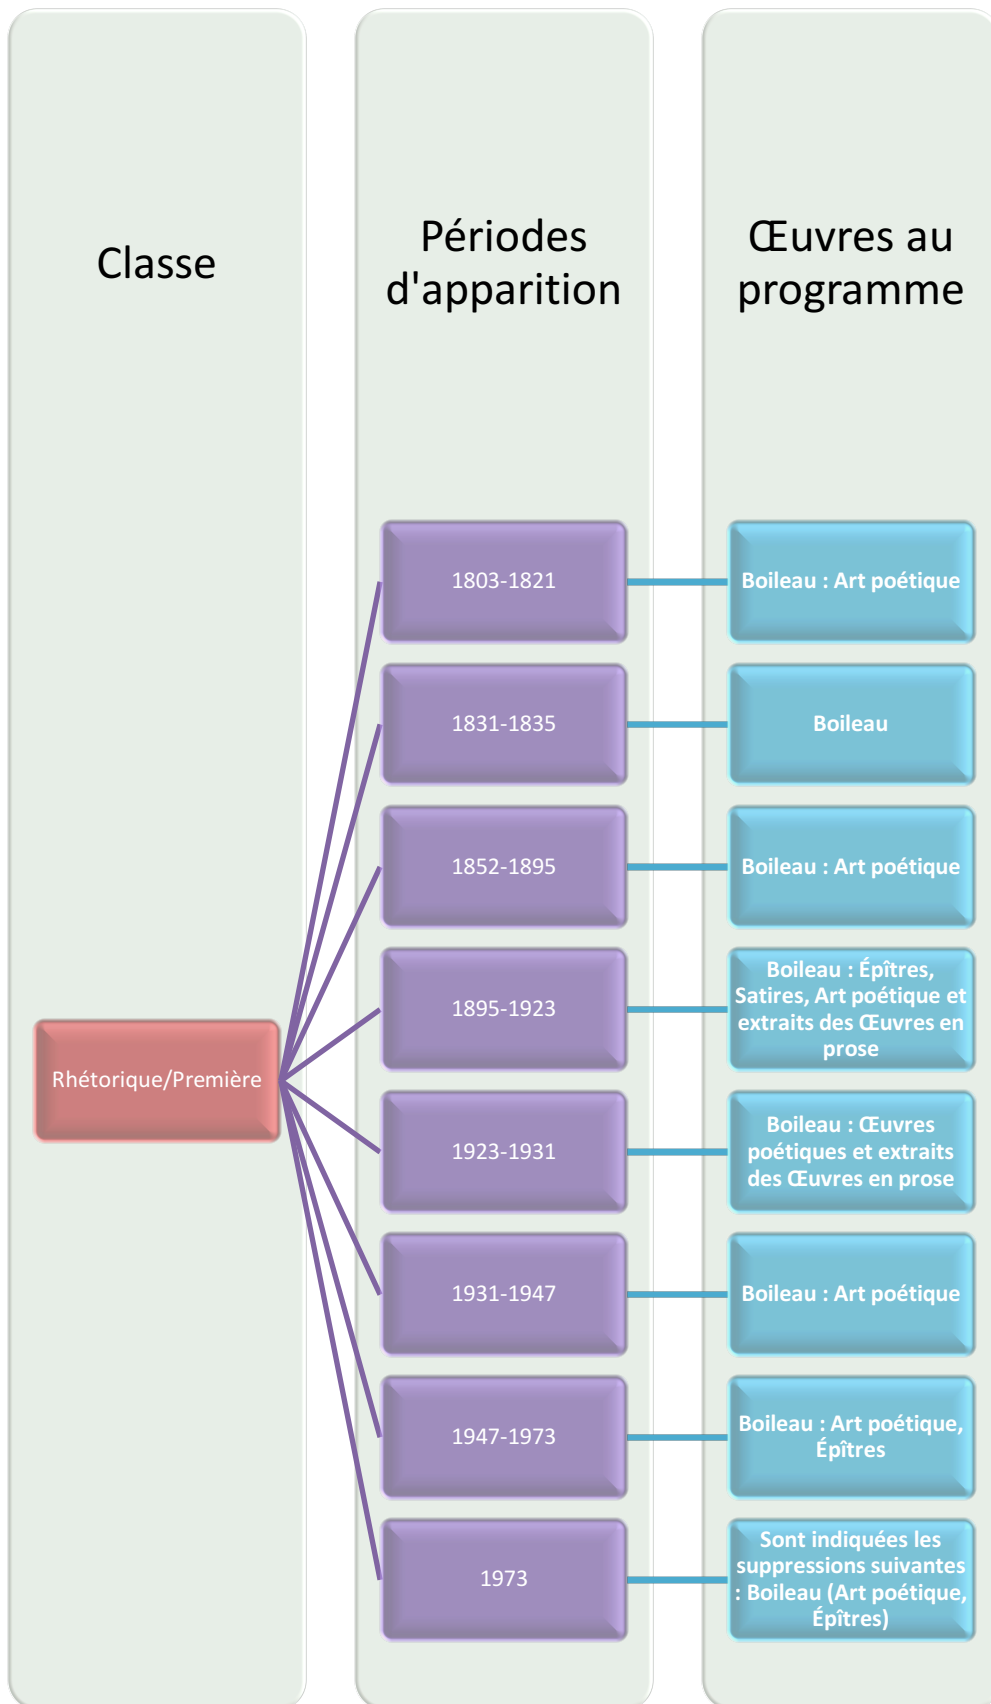 Classe
Périodes
d'apparition
Œuvres au
programme
Rhétorique/Première
1803-1821
Boileau : Art poétique
1831-1835
Boileau
1852-1895
Boileau : Art poétique
1895-1923
Boileau : Épîtres,
Satires, Art poétique et
extraits des Œuvres en
prose
1923-1931
Boileau : Œuvres
poétiques et extraits
des Œuvres en prose
1931-1947
Boileau : Art poétique
1947-1973
Boileau : Art poétique,
Épîtres
1973
Sont indiquées les
suppressions suivantes
: Boileau (Art poétique,
Épîtres)